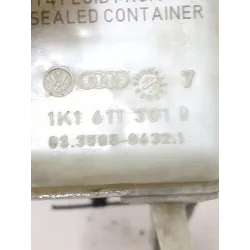 SEALED CONTAINER
7
1K1 611 301 D
03.3508-0432.1